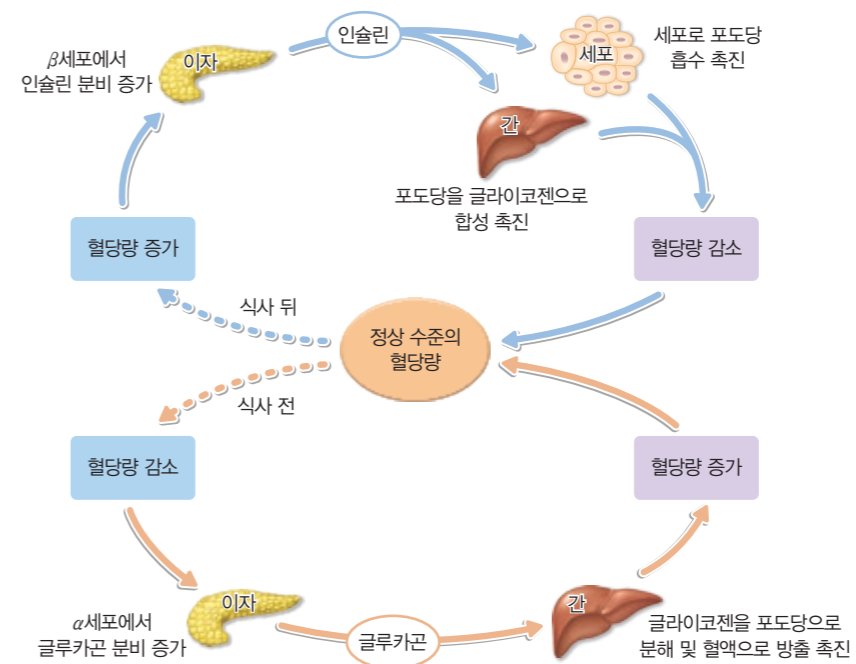 인슐린
β세포에서
인슐린 분비 증가
이자
세포
세포로 포도당
흡수 촉진
간
포도당을 글라이코젠으로
합성 촉진
혈당량 증가
혈당량 감소
식사 뒤
정상 수준의
혈당량
식사 전
혈당량 감소
혈당량 증가
α세포에서
글루카곤 분비 증가
이자
글루카곤
간
글라이코젠을 포도당으로
분해 및 혈액으로 방출 촉진